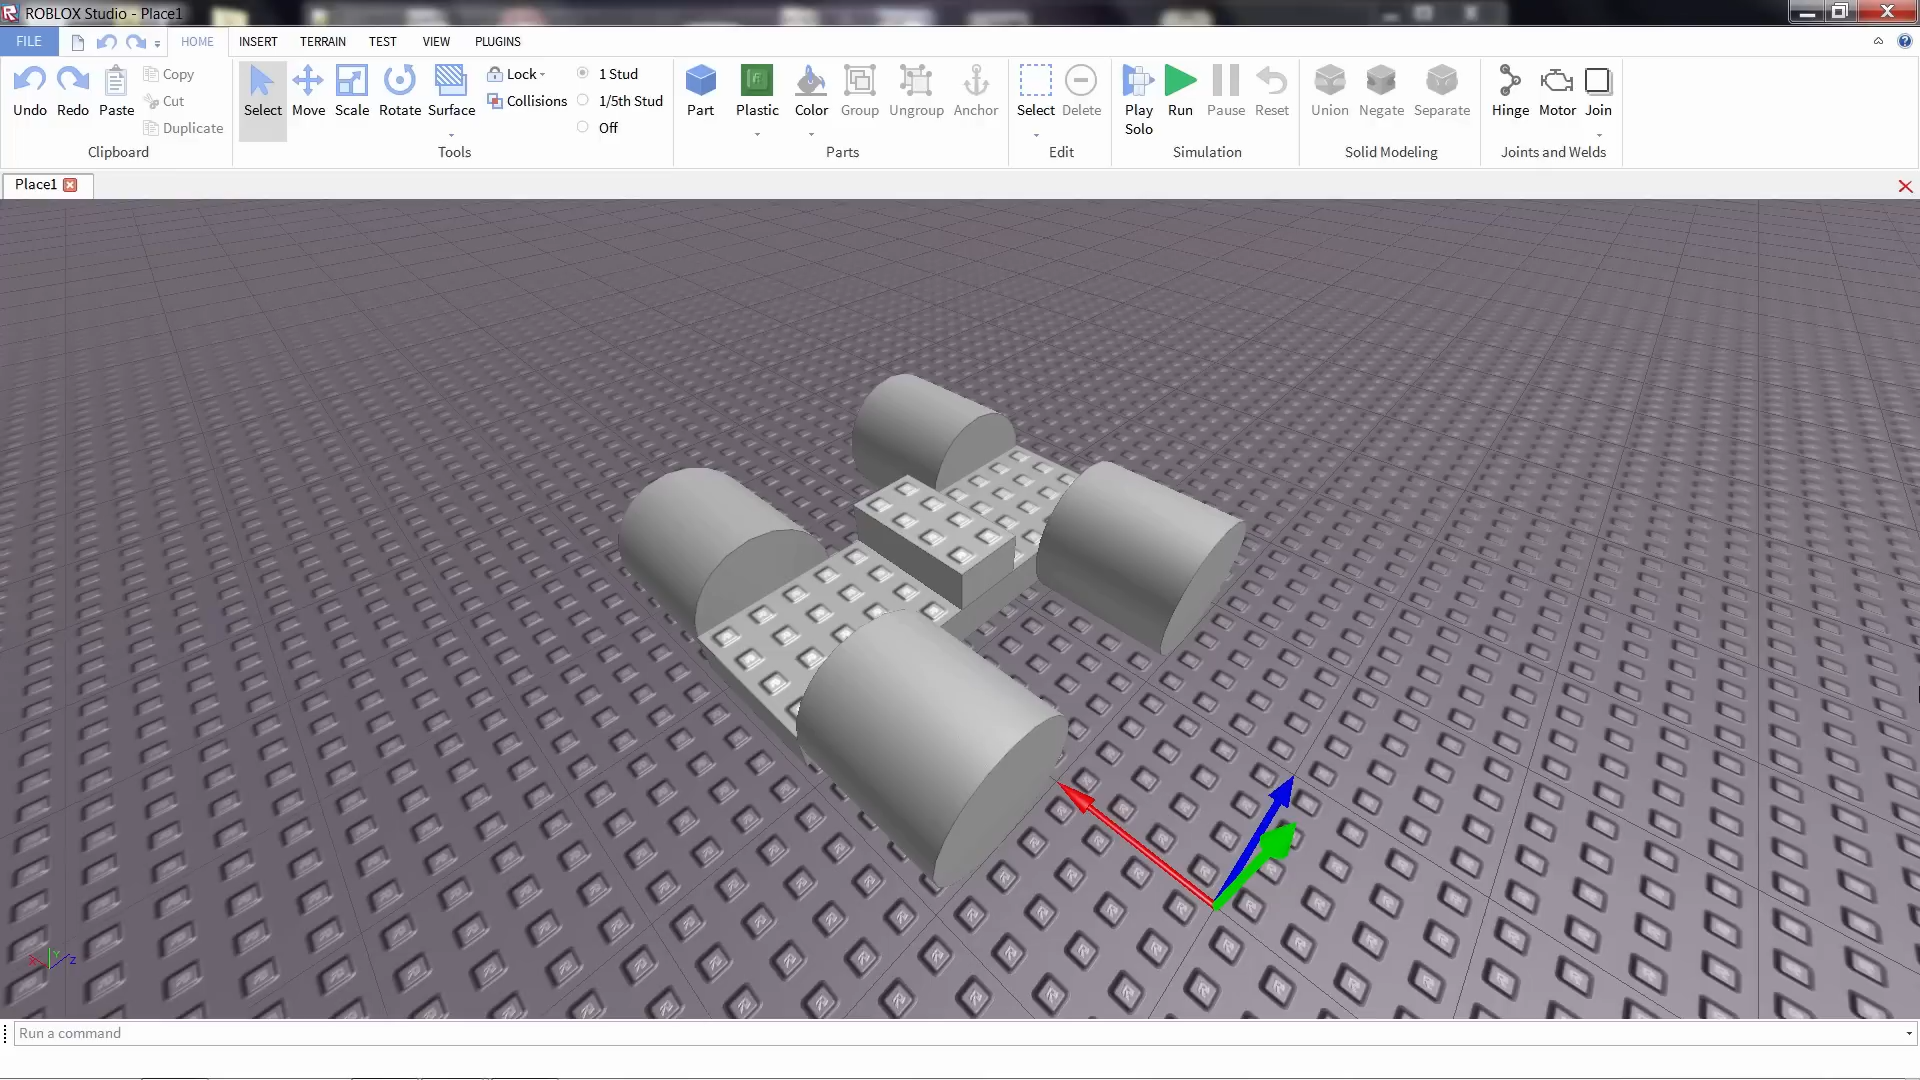 ROBLOX Studio - Place1
FILE HOME INSERT TERRAIN TEST VIEW PLUGINS
Undo Redo Paste Copy Cut Duplicate
Clipboard
Select Move Scale Rotate Surface Lock Collisions 1 Stud 1/5th Stud Off
Tools
Part Plastic Color Group Ungroup Anchor
Parts
Select Delete
Edit
Play Solo Run Pause Reset
Simulation
Union Negate Separate
Solid Modeling
Hinge Motor Join
Joints and Welds
Place1
X Y Z
Run a command